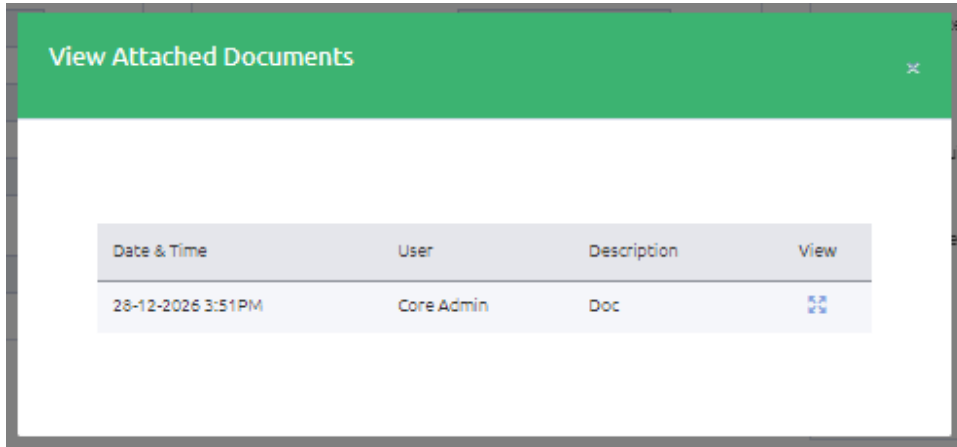 View Attached Documents
Date & Time User Description View
28-12-2026 3:51PM Core Admin Doc